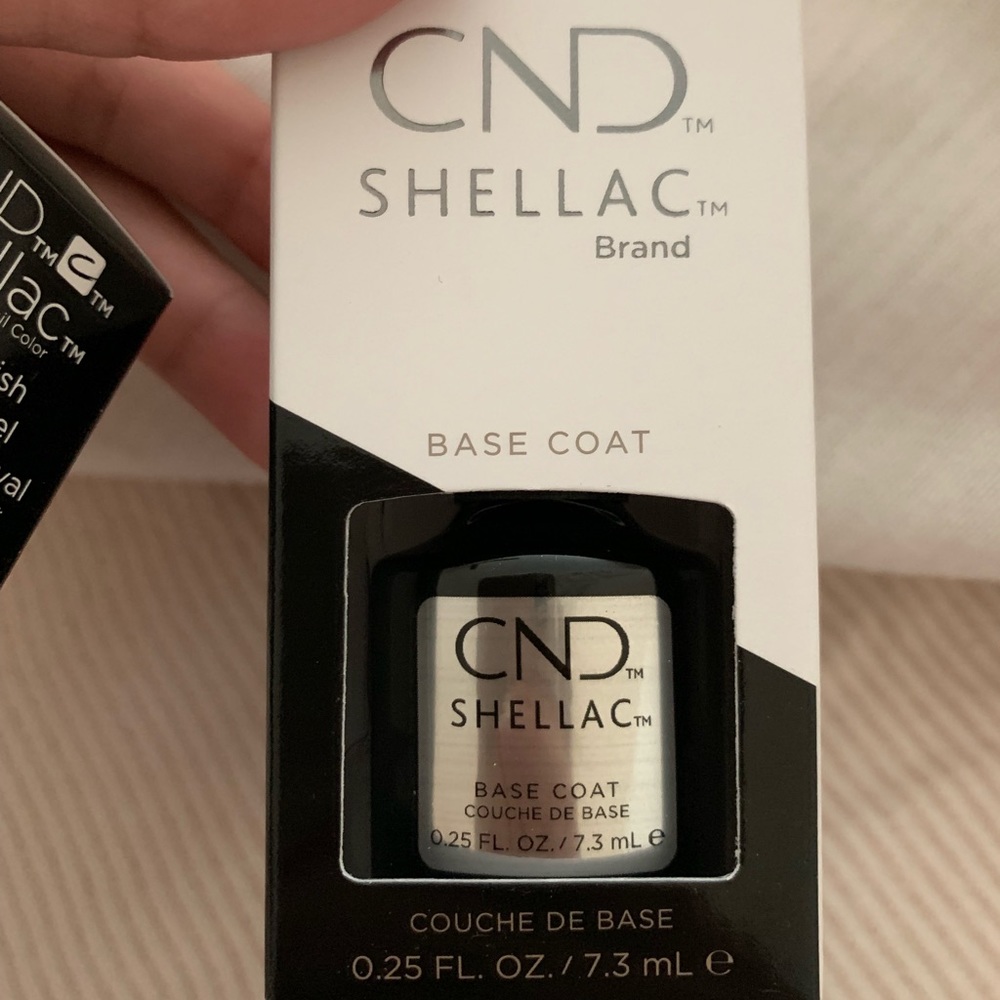 CND™
SHELLAC™
Brand
BASE COAT
CND™
SHELLAC™
BASE COAT
COUCHE DE BASE
0.25 FL. OZ. / 7.3 mL ℮
COUCHE DE BASE
0.25 FL. OZ. / 7.3 mL ℮